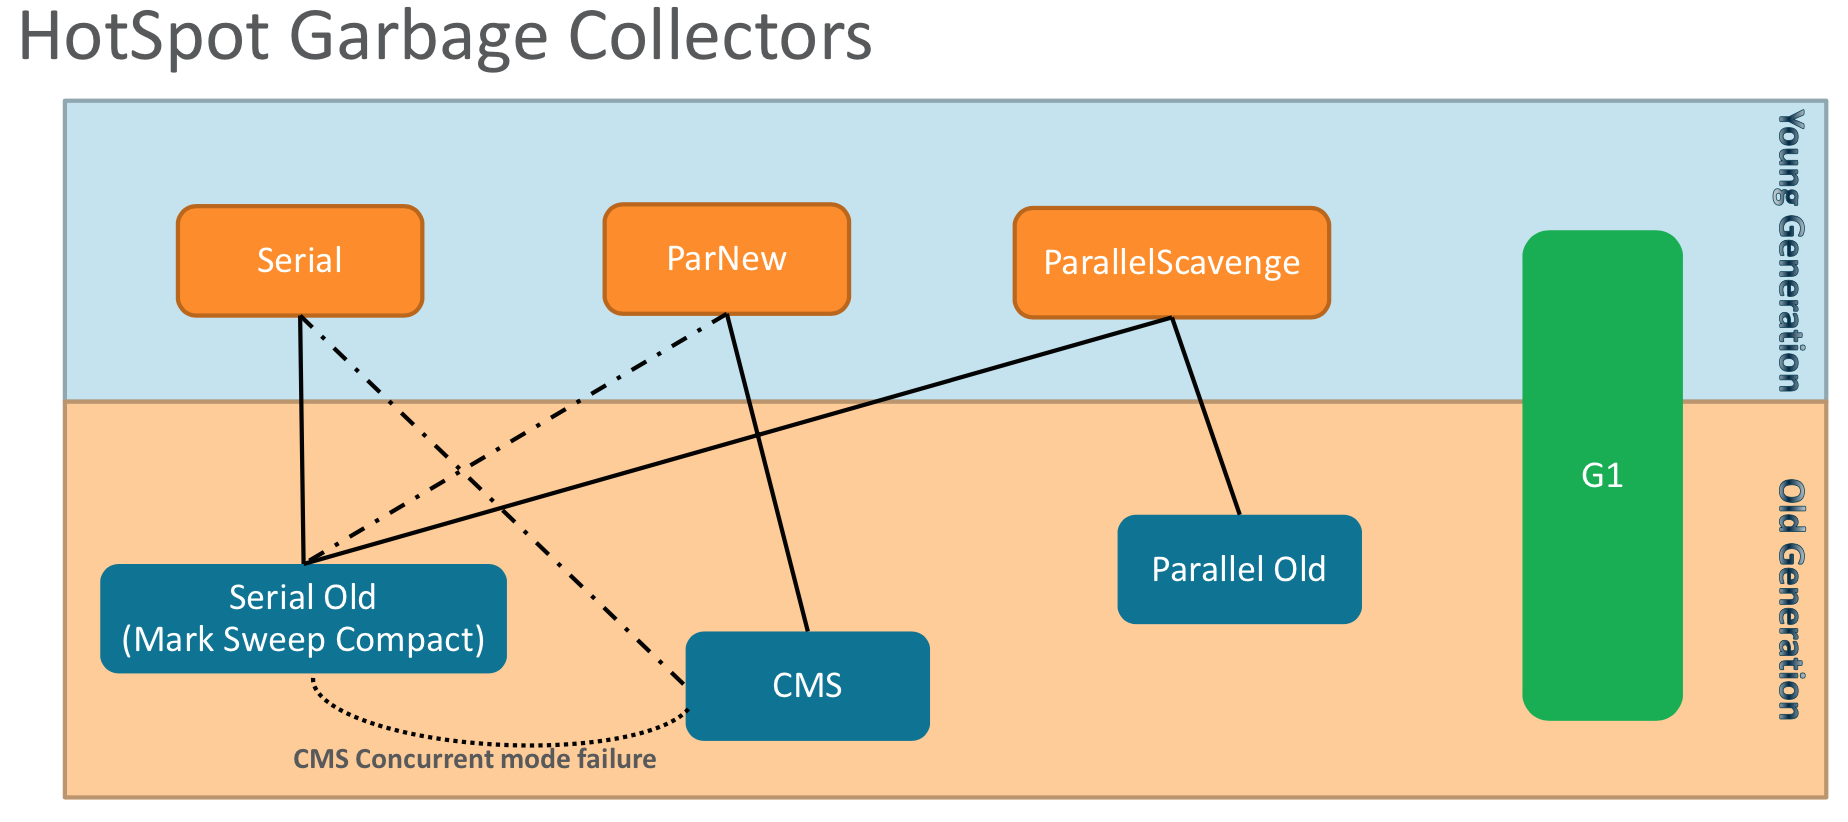 HotSpot Garbage Collectors
Young Generation
Serial
ParNew
ParallelScavenge
G1
Old Generation
Serial Old
(Mark Sweep Compact)
Parallel Old
CMS
CMS Concurrent mode failure